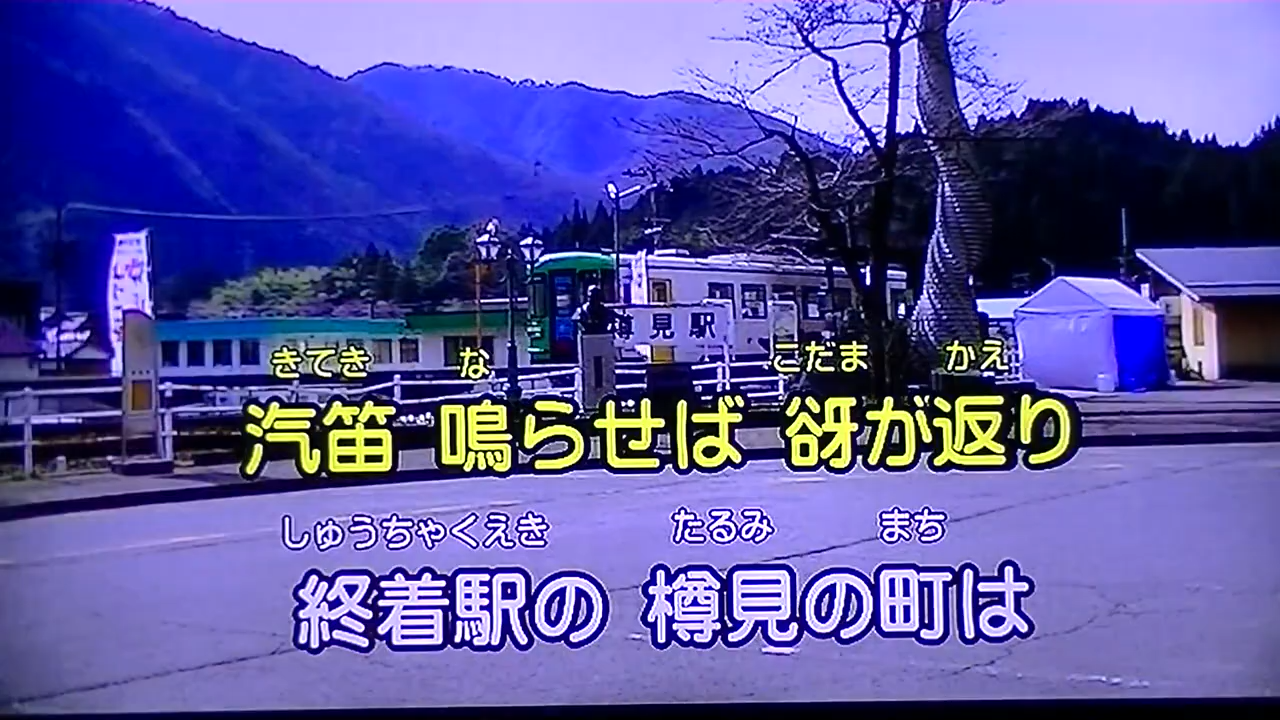 樽見駅
きてき な こだま かえ
汽笛 鳴らせば 谺が返り
しゅうちゃくえき たるみ まち
終着駅の 樽見の町は